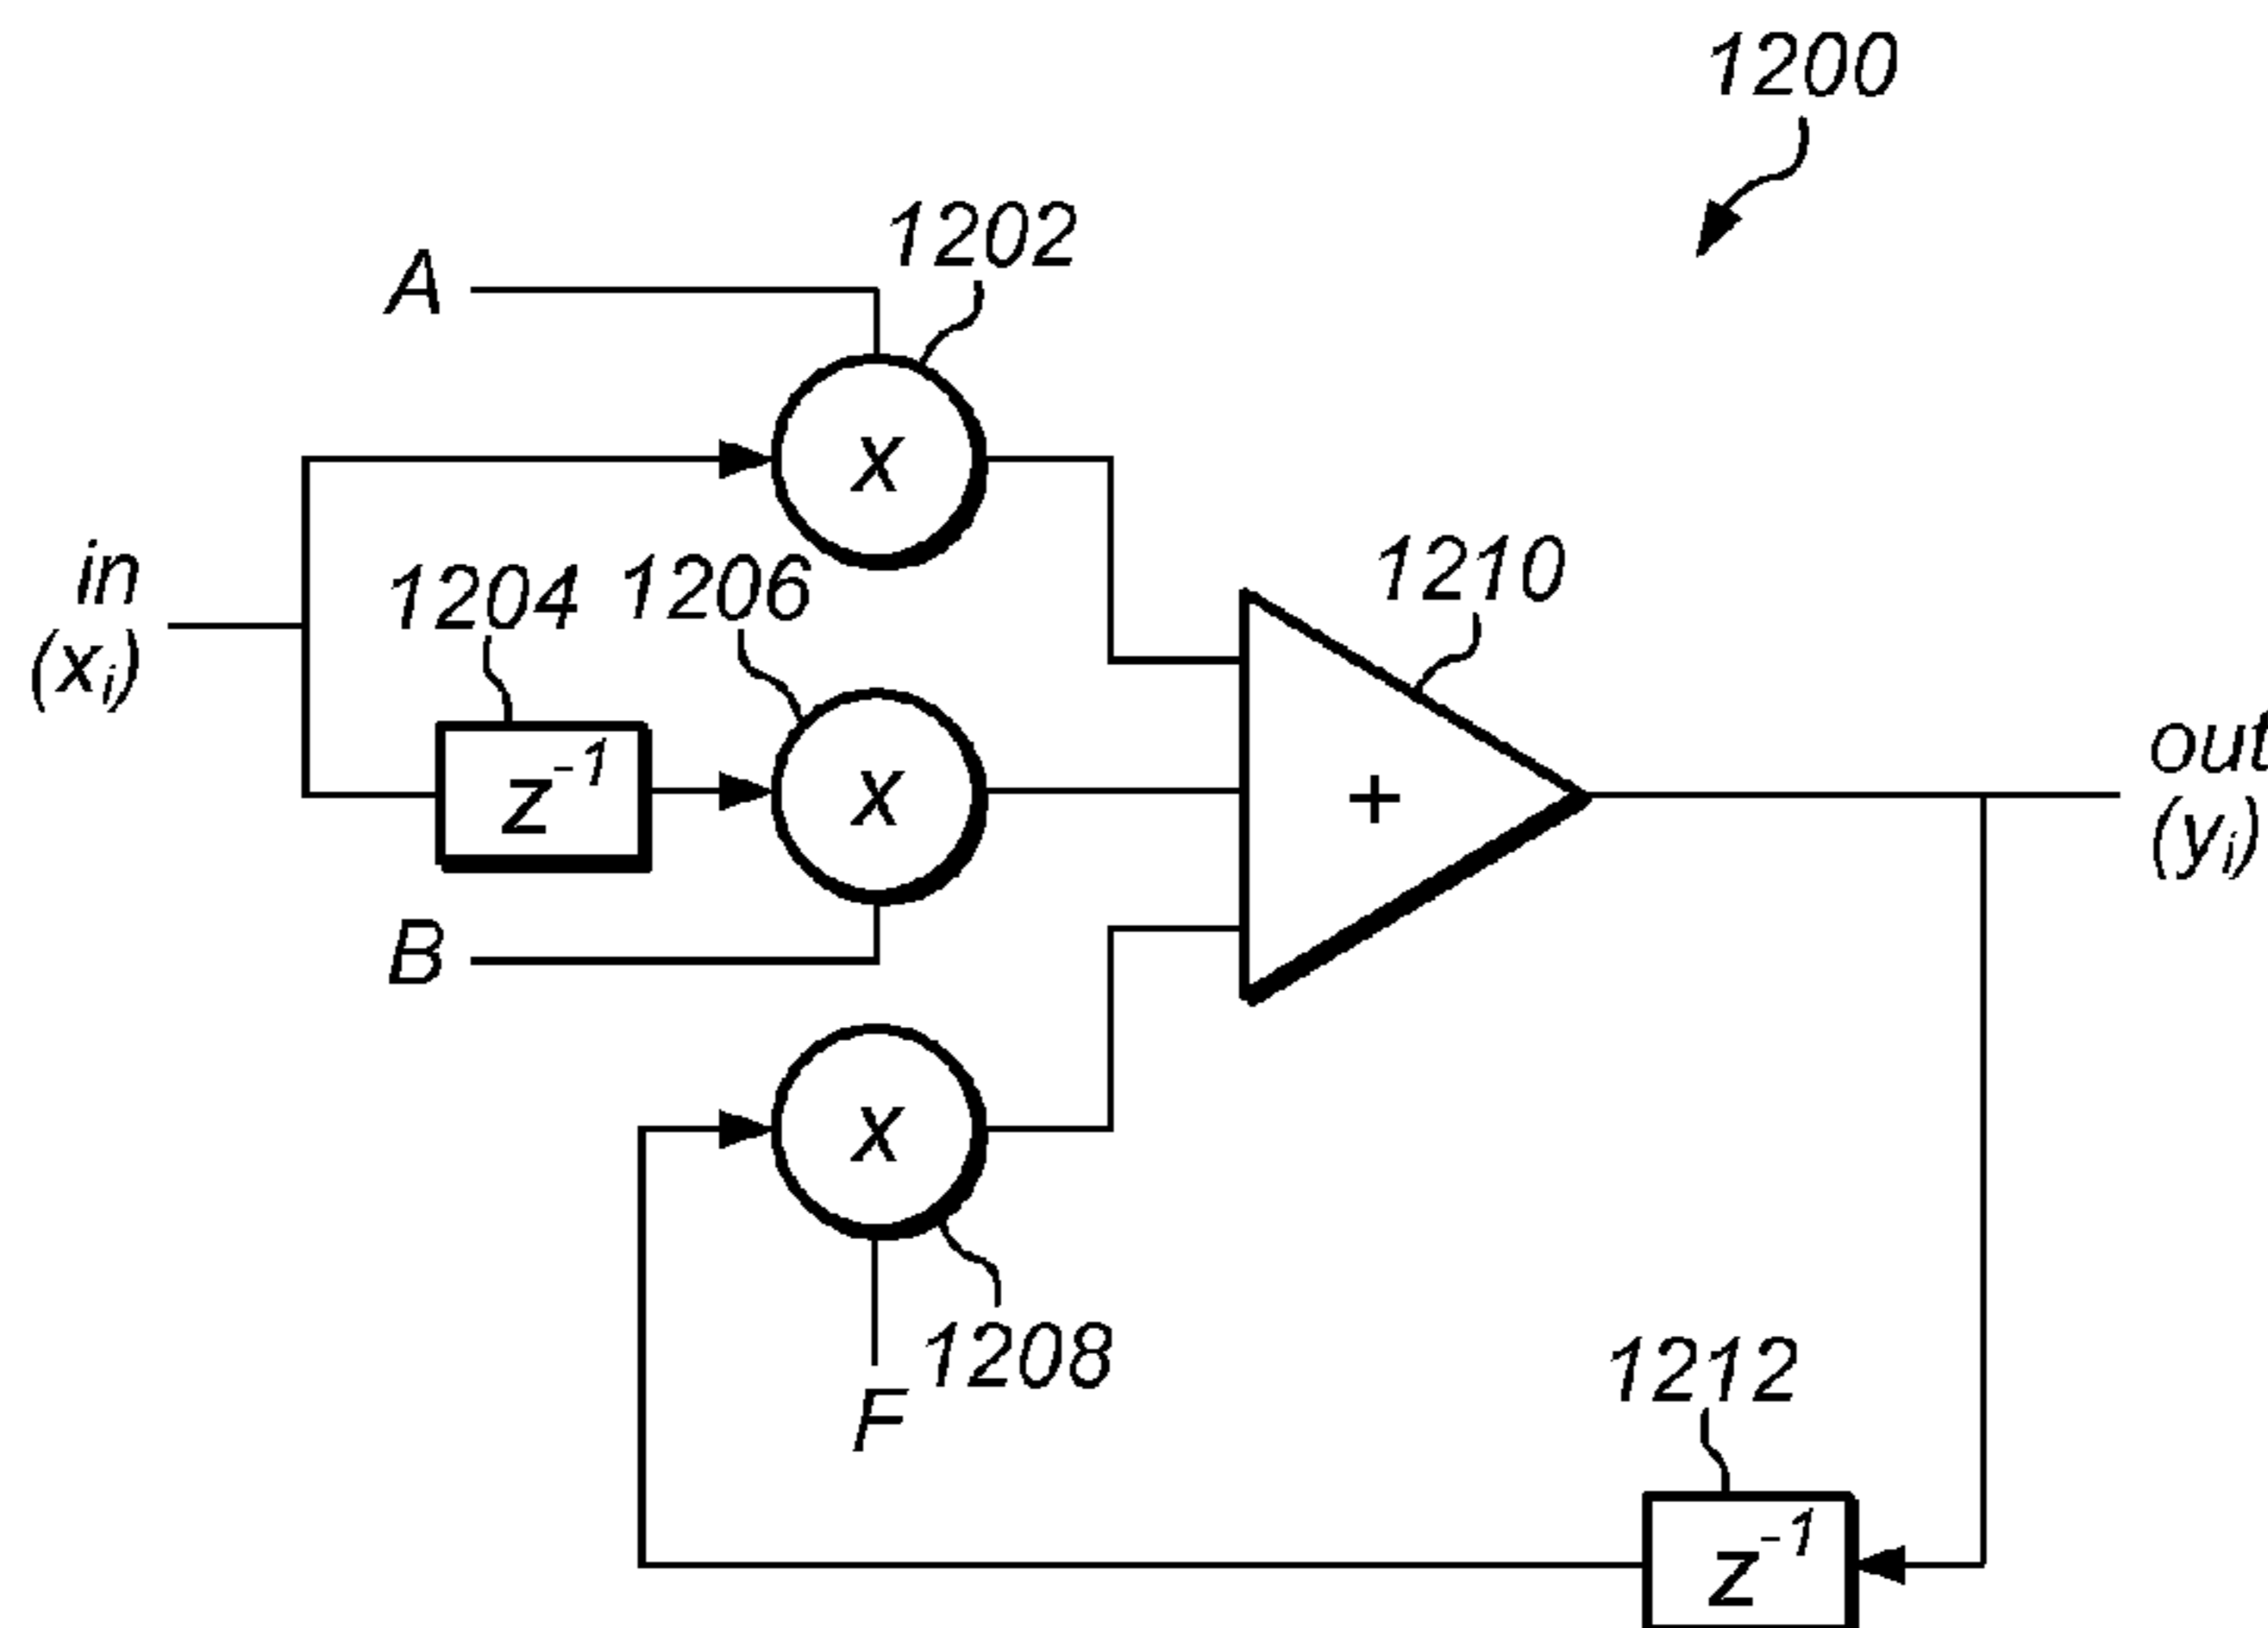 1200
1202
A
x
in
(xᵢ)
1204
1206
1210
z⁻¹
x
+
out
(yᵢ)
B
x
1208
F
1212
z⁻¹